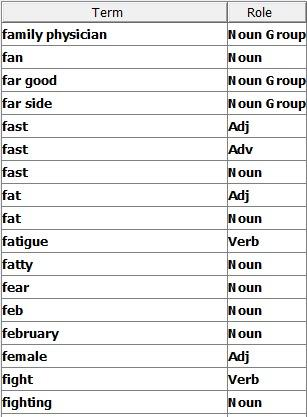 Term Role
family physician Noun Group
fan Noun
far good Noun Group
far side Noun Group
fast Adj
fast Adv
fast Noun
fat Adj
fat Noun
fatigue Verb
fatty Noun
fear Noun
feb Noun
february Noun
female Adj
fight Verb
fighting Noun